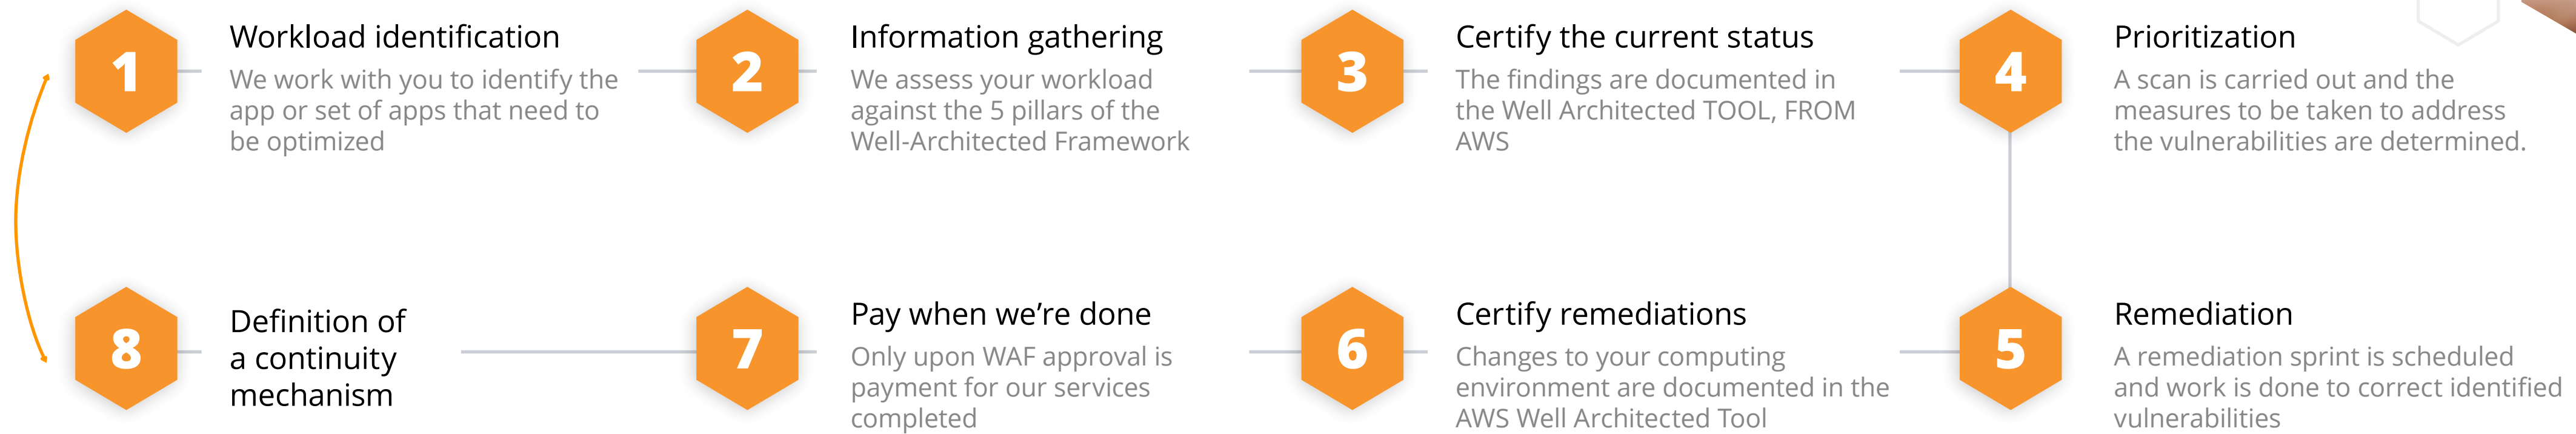 1
Workload identification
We work with you to identify the
app or set of apps that need to
be optimized
2
Information gathering
We assess your workload
against the 5 pillars of the
Well-Architected Framework
3
Certify the current status
The findings are documented in
the Well Architected TOOL, FROM
AWS
4
Prioritization
A scan is carried out and the
measures to be taken to address
the vulnerabilities are determined.
5
Remediation
A remediation sprint is scheduled
and work is done to correct identified
vulnerabilities
6
Certify remediations
Changes to your computing
environment are documented in the
AWS Well Architected Tool
7
Pay when we’re done
Only upon WAF approval is
payment for our services
completed
8
Definition of
a continuity
mechanism